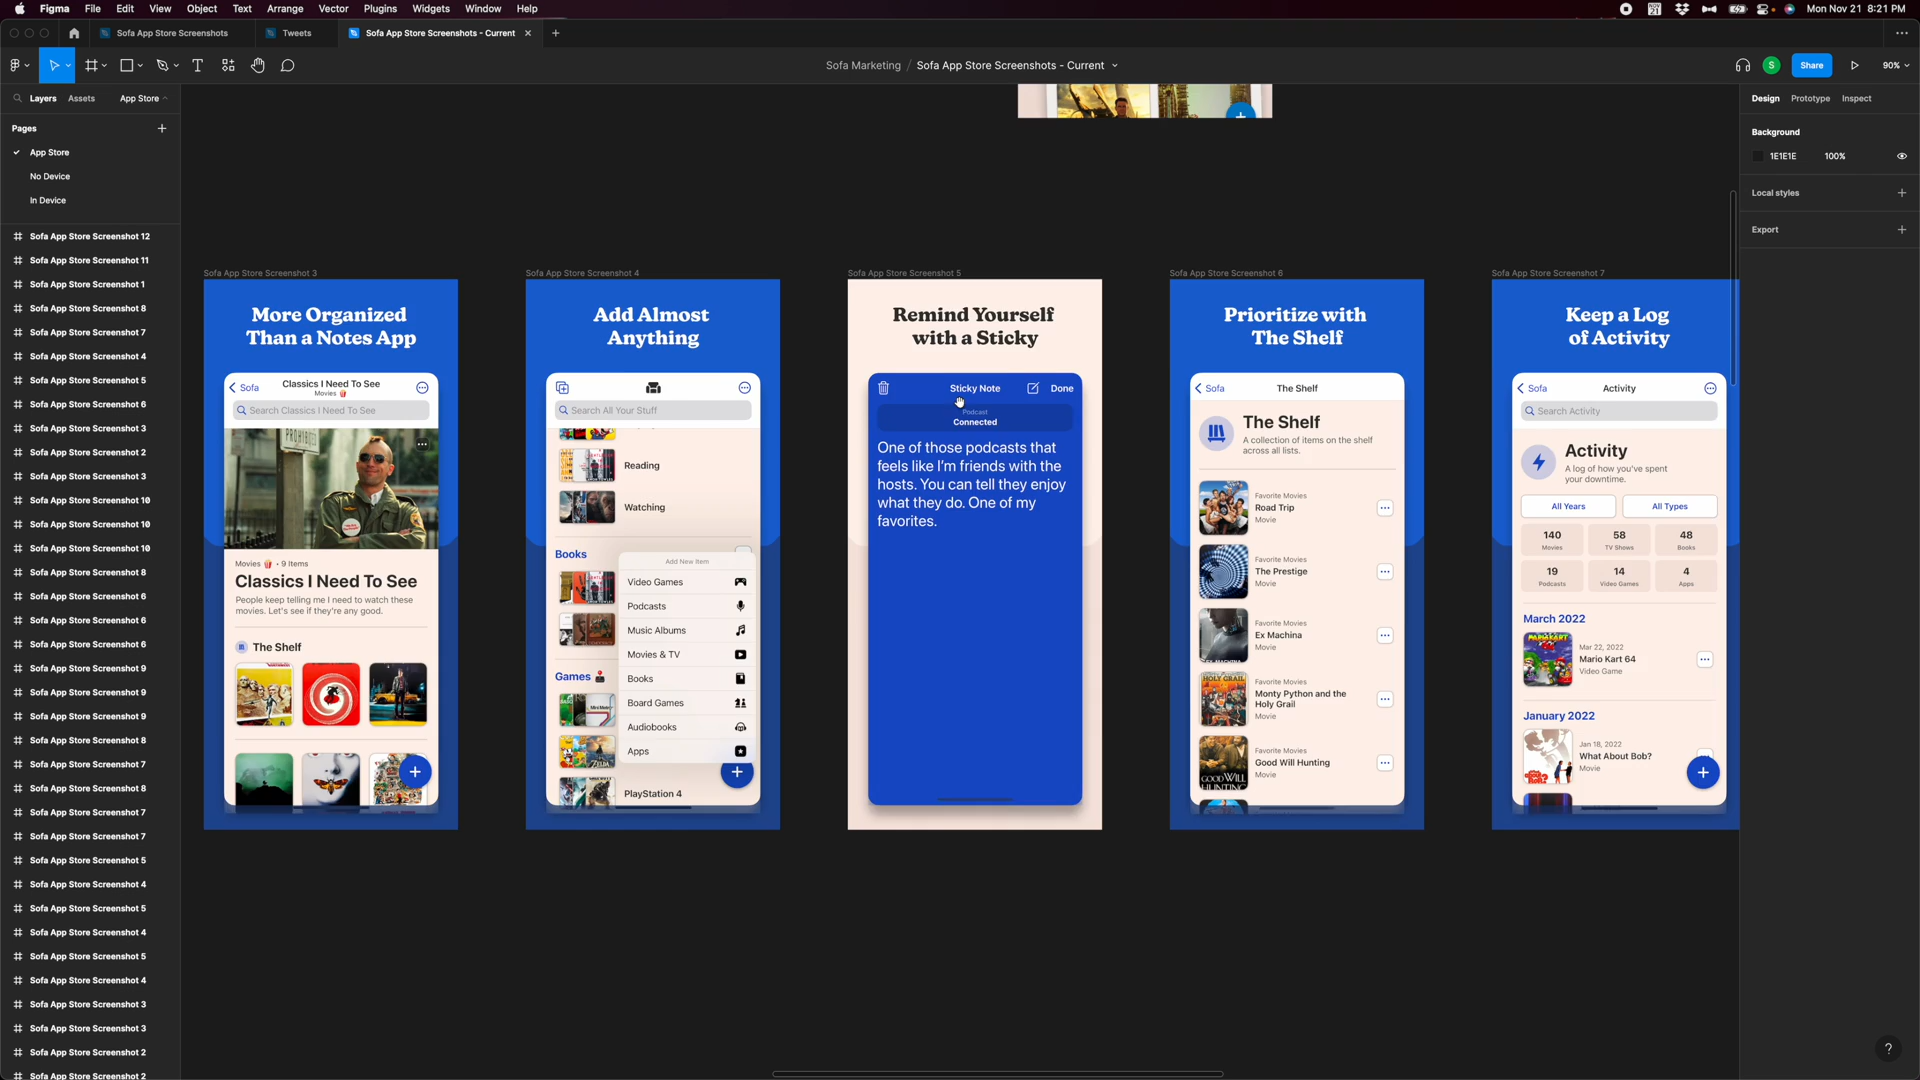 Figma File Edit View Object Text Arrange Vector Plugins Widgets Window Help
NOV 21
Mon Nov 21 8:21 PM
Sofa App Store Screenshots
Tweets
Sofa App Store Screenshots - Current
Sofa Marketing / Sofa App Store Screenshots - Current
S
Share
90%
Layers Assets App Store
Design Prototype Inspect
Pages
App Store
No Device
In Device
Background
1E1E1E 100%
Local styles
Export
Sofa App Store Screenshot 12
Sofa App Store Screenshot 11
Sofa App Store Screenshot 1
Sofa App Store Screenshot 8
Sofa App Store Screenshot 7
Sofa App Store Screenshot 4
Sofa App Store Screenshot 5
Sofa App Store Screenshot 6
Sofa App Store Screenshot 3
Sofa App Store Screenshot 2
Sofa App Store Screenshot 3
Sofa App Store Screenshot 10
Sofa App Store Screenshot 10
Sofa App Store Screenshot 10
Sofa App Store Screenshot 8
Sofa App Store Screenshot 6
Sofa App Store Screenshot 6
Sofa App Store Screenshot 6
Sofa App Store Screenshot 9
Sofa App Store Screenshot 9
Sofa App Store Screenshot 9
Sofa App Store Screenshot 8
Sofa App Store Screenshot 7
Sofa App Store Screenshot 8
Sofa App Store Screenshot 7
Sofa App Store Screenshot 7
Sofa App Store Screenshot 5
Sofa App Store Screenshot 4
Sofa App Store Screenshot 5
Sofa App Store Screenshot 4
Sofa App Store Screenshot 5
Sofa App Store Screenshot 4
Sofa App Store Screenshot 3
Sofa App Store Screenshot 3
Sofa App Store Screenshot 2
Sofa App Store Screenshot 2
Sofa App Store Screenshot 3
More Organized
Than a Notes App
Sofa
Classics I Need To See
Movies
Search Classics I Need To See
PROHIBITED
Movies • 9 Items
Classics I Need To See
People keep telling me I need to watch these
movies. Let's see if they're any good.
The Shelf
Sofa App Store Screenshot 4
Add Almost
Anything
Search All Your Stuff
Reading
Watching
Books
Games
PlayStation 4
Add New Item
Video Games
Podcasts
Music Albums
Movies & TV
Books
Board Games
Audiobooks
Apps
Sofa App Store Screenshot 5
Remind Yourself
with a Sticky
Sticky Note
Done
Podcast
Connected
One of those podcasts that
feels like I'm friends with the
hosts. You can tell they enjoy
what they do. One of my
favorites.
Sofa App Store Screenshot 6
Prioritize with
The Shelf
Sofa
The Shelf
The Shelf
A collection of items on the shelf
across all lists.
Favorite Movies
Road Trip
Movie
Favorite Movies
The Prestige
Movie
Favorite Movies
Ex Machina
Movie
HOLY GRAIL
Favorite Movies
Monty Python and the
Holy Grail
Movie
GOOD WILL
HUNTING
Favorite Movies
Good Will Hunting
Movie
Sofa App Store Screenshot 7
Keep a Log
of Activity
Sofa
Activity
Search Activity
Activity
A log of how you've spent
your downtime.
All Years
All Types
140
Movies
58
TV Shows
48
Books
19
Podcasts
14
Video Games
4
Apps
March 2022
MARIOKART
Mar 22, 2022
Mario Kart 64
Video Game
January 2022
Jan 18, 2022
What About Bob?
Movie
?